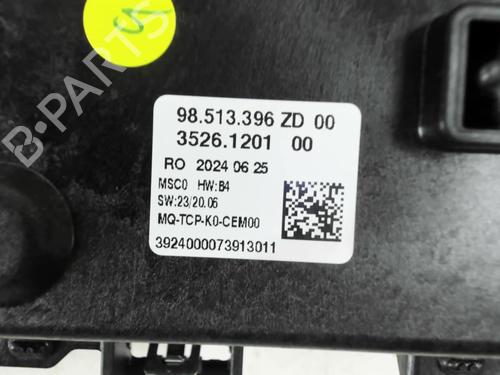 B-PARTS
98.513.396 ZD 00
3526.1201 00
RO 2024 06 25
MSC0 HW:B4
SW:23/20.06
MQ-TCP-K0-CEM00
3924000073913011